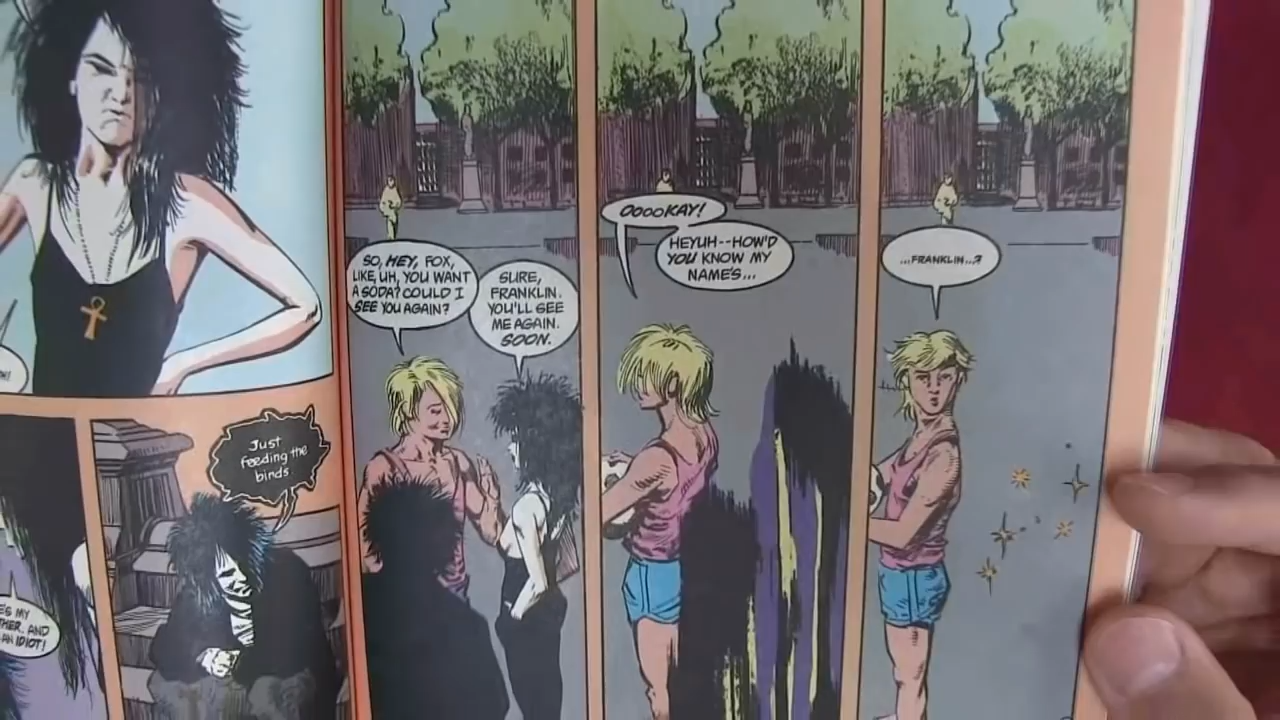 OH!
E'S MY
THER. AND
AN IDIOT!
Just
feeding the
birds.
SO, HEY, FOX,
LIKE, UH, YOU WANT
A SODA? COULD I
SEE YOU AGAIN?
SURE,
FRANKLIN.
YOU'LL SEE
ME AGAIN.
SOON.
OOOOKAY!
HEYUH--HOW'D
YOU KNOW MY
NAME'S...
...FRANKLIN...?